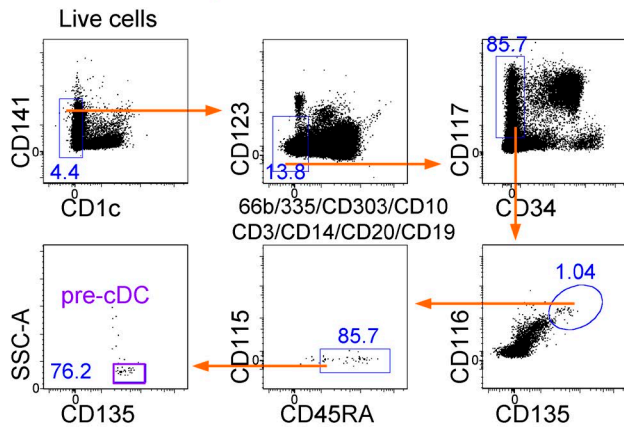 Live cells
CD141
0
4.4
0
CD1c
CD123
0
13.8
0
66b/335/CD303/CD10
CD3/CD14/CD20/CD19
85.7
CD117
0
0
CD34
SSC-A
pre-cDC
76.2
0
0
CD135
CD115
85.7
0
0
CD45RA
1.04
CD116
0
0
CD135